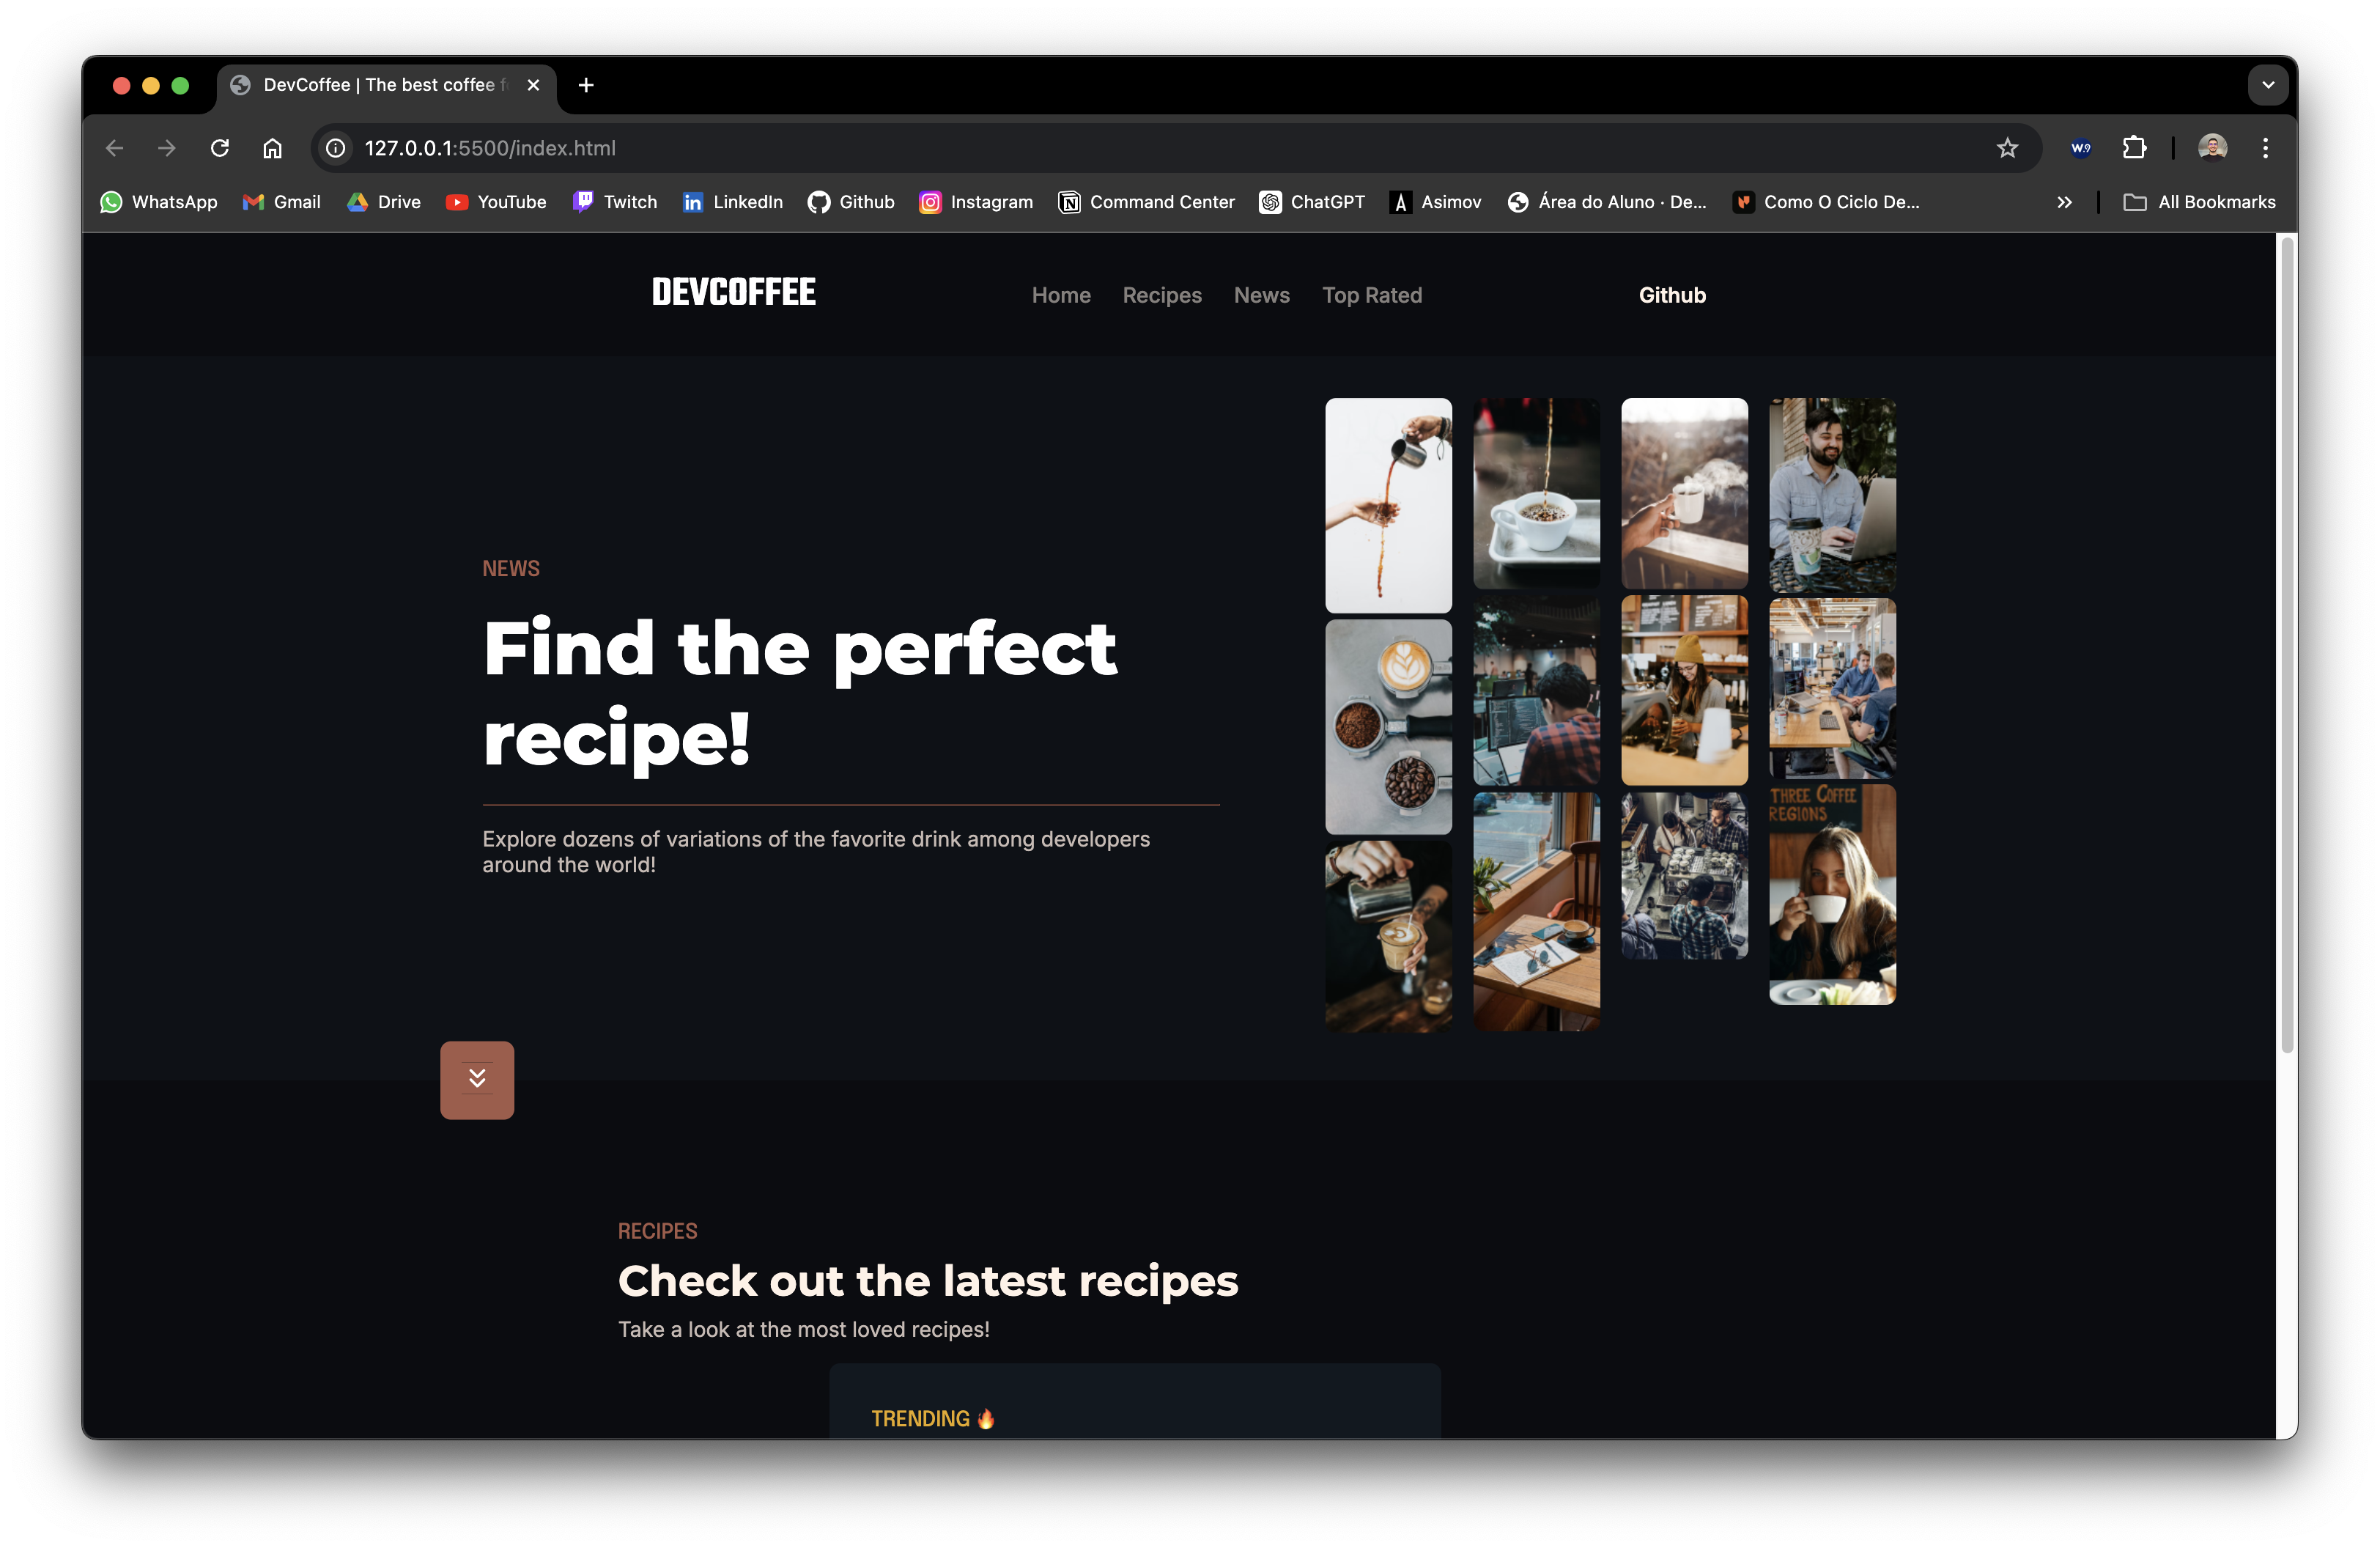 DevCoffee | The best coffee f
127.0.0.1:5500/index.html
WhatsApp Gmail Drive YouTube Twitch LinkedIn Github Instagram Command Center ChatGPT Asimov Área do Aluno · De... Como O Ciclo De... All Bookmarks
DEVCOFFEE Home Recipes News Top Rated Github
NEWS
Find the perfect
recipe!
Explore dozens of variations of the favorite drink among developers
around the world!
THREE COFFEE
REGIONS
RECIPES
Check out the latest recipes
Take a look at the most loved recipes!
TRENDING 🔥